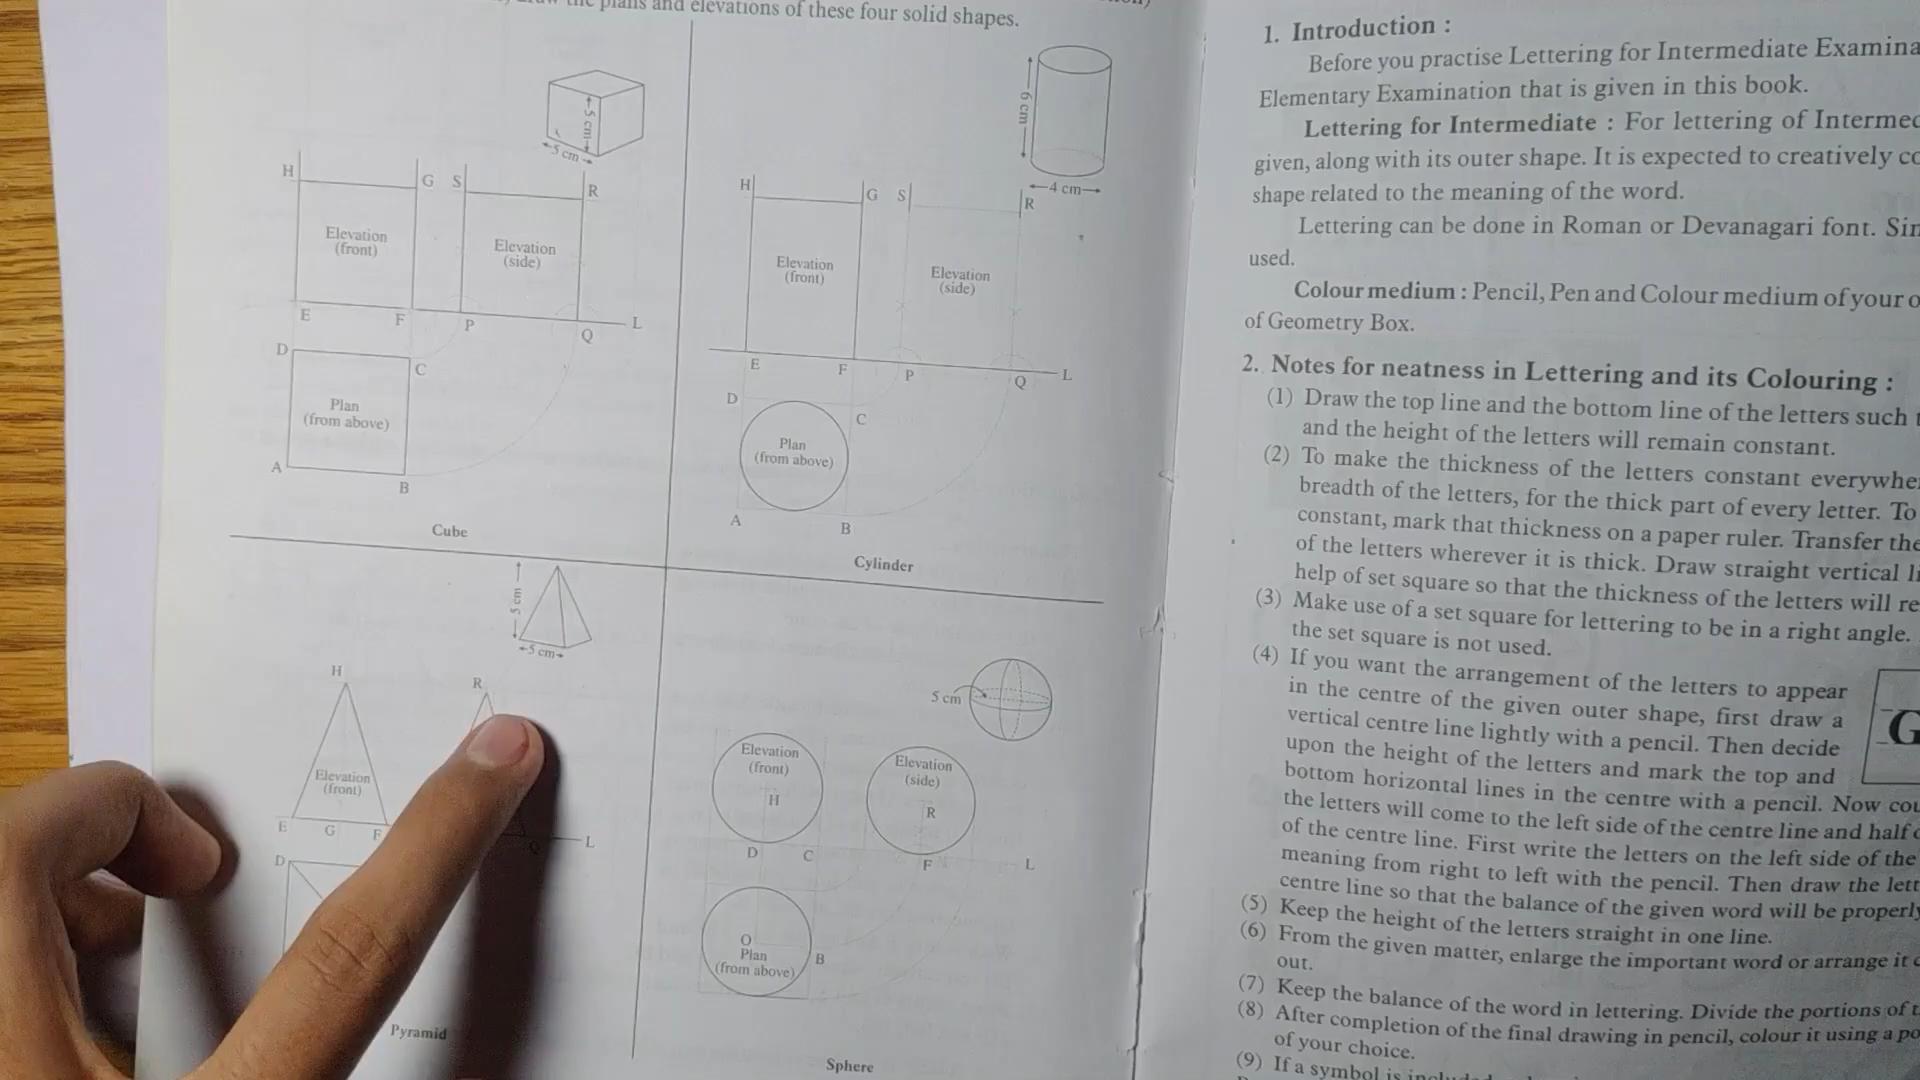 plans and elevations of these four solid shapes.
5 cm
5 cm
H
G
S
R
Elevation
(front)
Elevation
(side)
E
F
P
Q
L
D
C
Plan
(from above)
A
B
Cube
6 cm
4 cm
H
G
S
R
Elevation
(front)
Elevation
(side)
E
F
P
Q
L
D
C
Plan
(from above)
A
B
Cylinder
5 cm
5 cm
H
R
Elevation
(front)
E
G
F
Q
L
D
Pyramid
5 cm
Elevation
(front)
H
Elevation
(side)
R
D
C
F
L
O
Plan
(from above)
B
Sphere
1. Introduction :
Before you practise Lettering for Intermediate Examina
Elementary Examination that is given in this book.
Lettering for Intermediate : For lettering of Intermed
given, along with its outer shape. It is expected to creatively co
shape related to the meaning of the word.
Lettering can be done in Roman or Devanagari font. Sin
used.
Colour medium : Pencil, Pen and Colour medium of your o
of Geometry Box.
2. Notes for neatness in Lettering and its Colouring :
(1) Draw the top line and the bottom line of the letters such
and the height of the letters will remain constant.
(2) To make the thickness of the letters constant everywhe
breadth of the letters, for the thick part of every letter. To
constant, mark that thickness on a paper ruler. Transfer the
of the letters wherever it is thick. Draw straight vertical li
help of set square so that the thickness of the letters will re
(3) Make use of a set square for lettering to be in a right angle.
the set square is not used.
(4) If you want the arrangement of the letters to appear
in the centre of the given outer shape, first draw a
vertical centre line lightly with a pencil. Then decide
upon the height of the letters and mark the top and
bottom horizontal lines in the centre with a pencil. Now cou
the letters will come to the left side of the centre line and half o
of the centre line. First write the letters on the left side of the
meaning from right to left with the pencil. Then draw the lett
centre line so that the balance of the given word will be properly
G
(5) Keep the height of the letters straight in one line.
(6) From the given matter, enlarge the important word or arrange it
out.
(7) Keep the balance of the word in lettering. Divide the portions of t
(8) After completion of the final drawing in pencil, colour it using a po
of your choice.
(9) If a symbol is